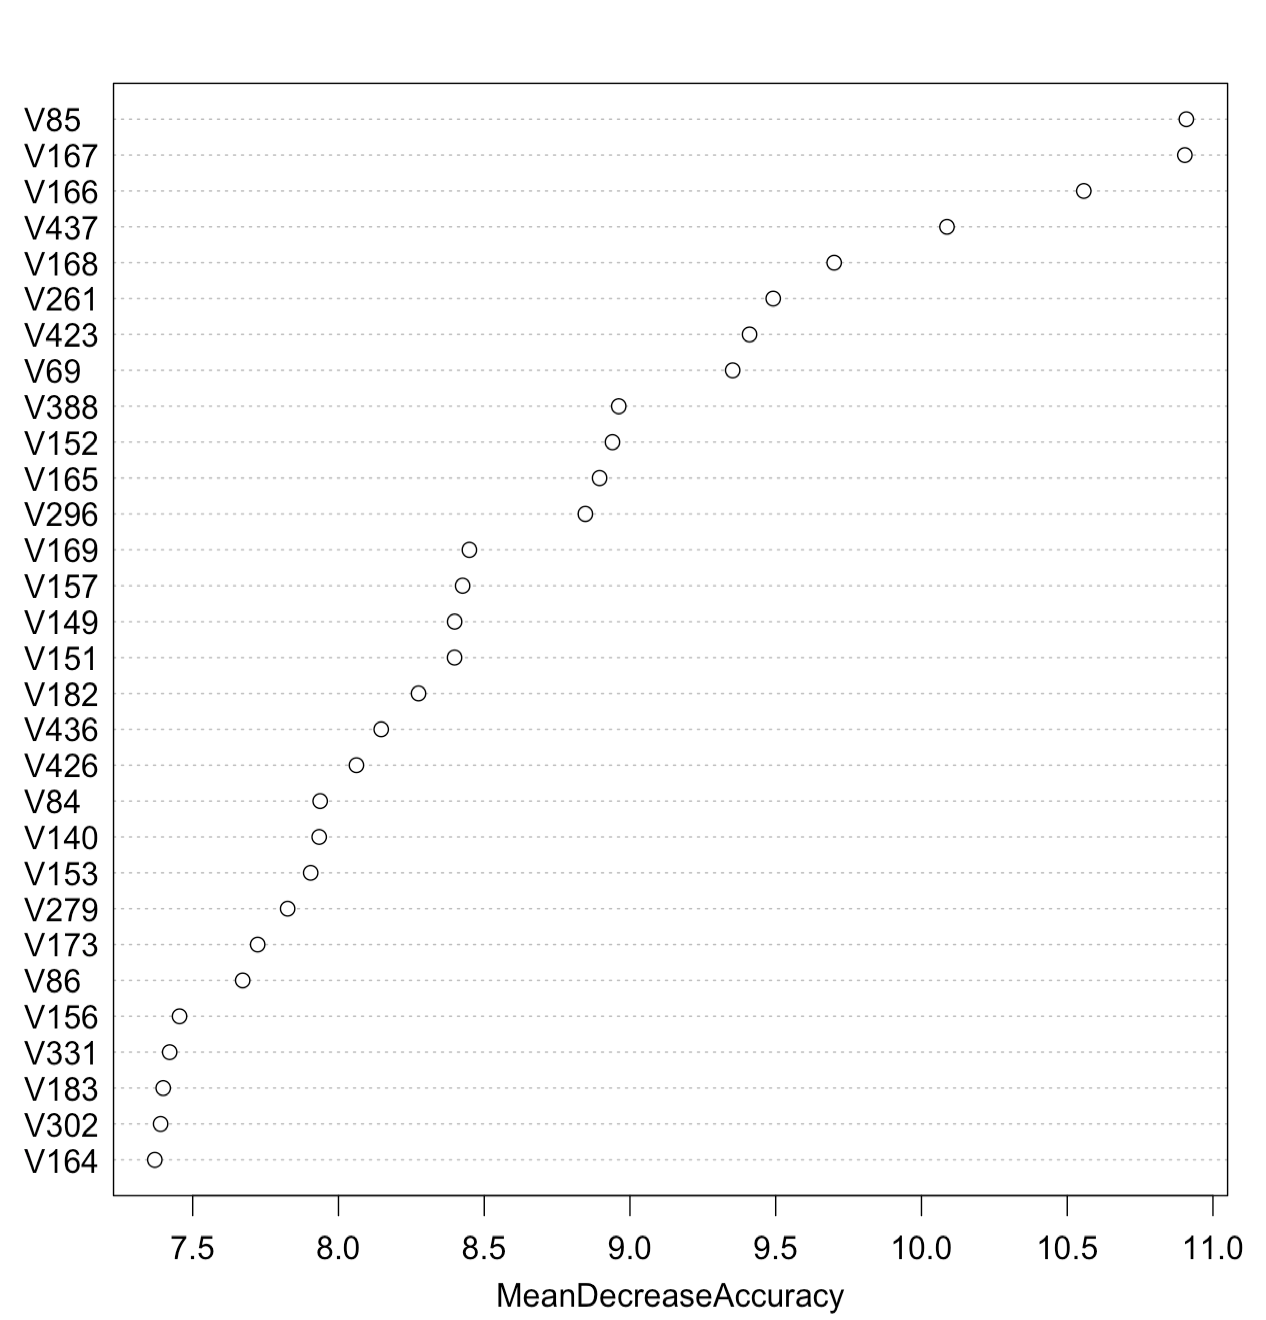 V85
V167
V166
V437
V168
V261
V423
V69
V388
V152
V165
V296
V169
V157
V149
V151
V182
V436
V426
V84
V140
V153
V279
V173
V86
V156
V331
V183
V302
V164
7.5 8.0 8.5 9.0 9.5 10.0 10.5 11.0
MeanDecreaseAccuracy